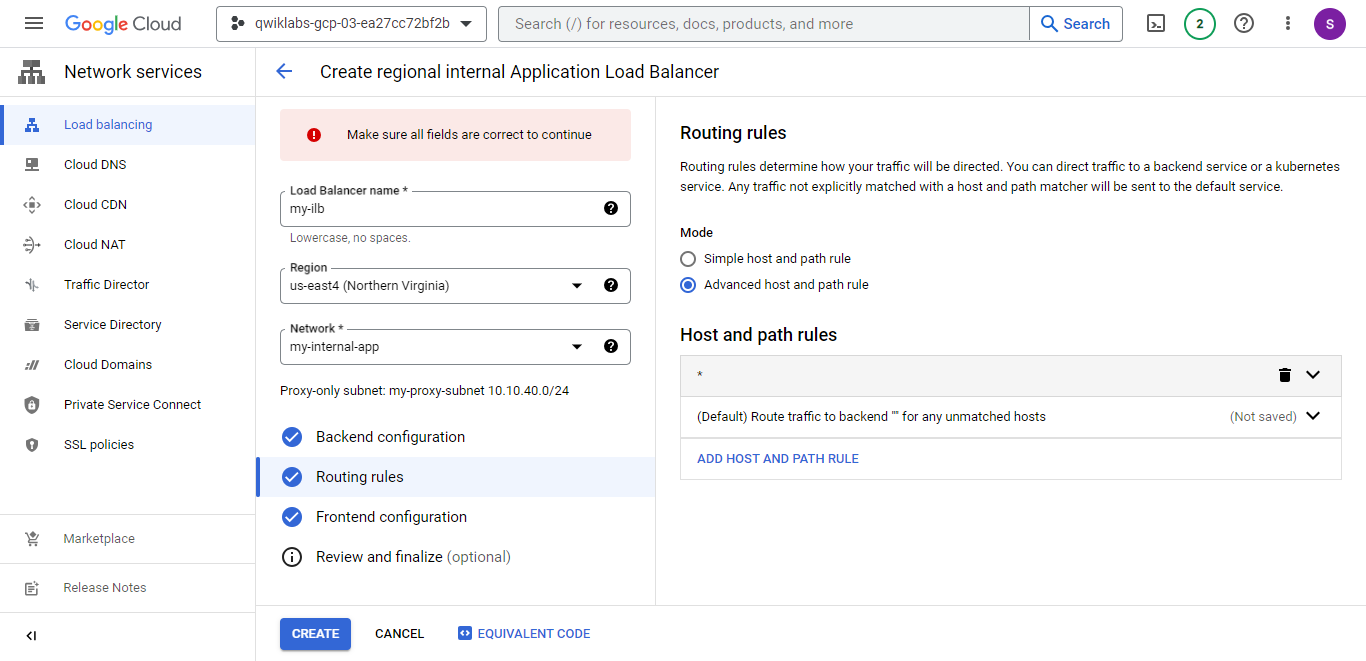 Google Cloud
qwiklabs-gcp-03-ea27cc72bf2b
Search (/) for resources, docs, products, and more
Search
2
S
Network services
Create regional internal Application Load Balancer
Load balancing
Cloud DNS
Cloud CDN
Cloud NAT
Traffic Director
Service Directory
Cloud Domains
Private Service Connect
SSL policies
Marketplace
Release Notes
Make sure all fields are correct to continue
Load Balancer name *
my-ilb
Lowercase, no spaces.
Region
us-east4 (Northern Virginia)
Network *
my-internal-app
Proxy-only subnet: my-proxy-subnet 10.10.40.0/24
Backend configuration
Routing rules
Frontend configuration
Review and finalize (optional)
CREATE
CANCEL
EQUIVALENT CODE
Routing rules
Routing rules determine how your traffic will be directed. You can direct traffic to a backend service or a kubernetes
service. Any traffic not explicitly matched with a host and path matcher will be sent to the default service.
Mode
Simple host and path rule
Advanced host and path rule
Host and path rules
*
(Default) Route traffic to backend "" for any unmatched hosts (Not saved)
ADD HOST AND PATH RULE